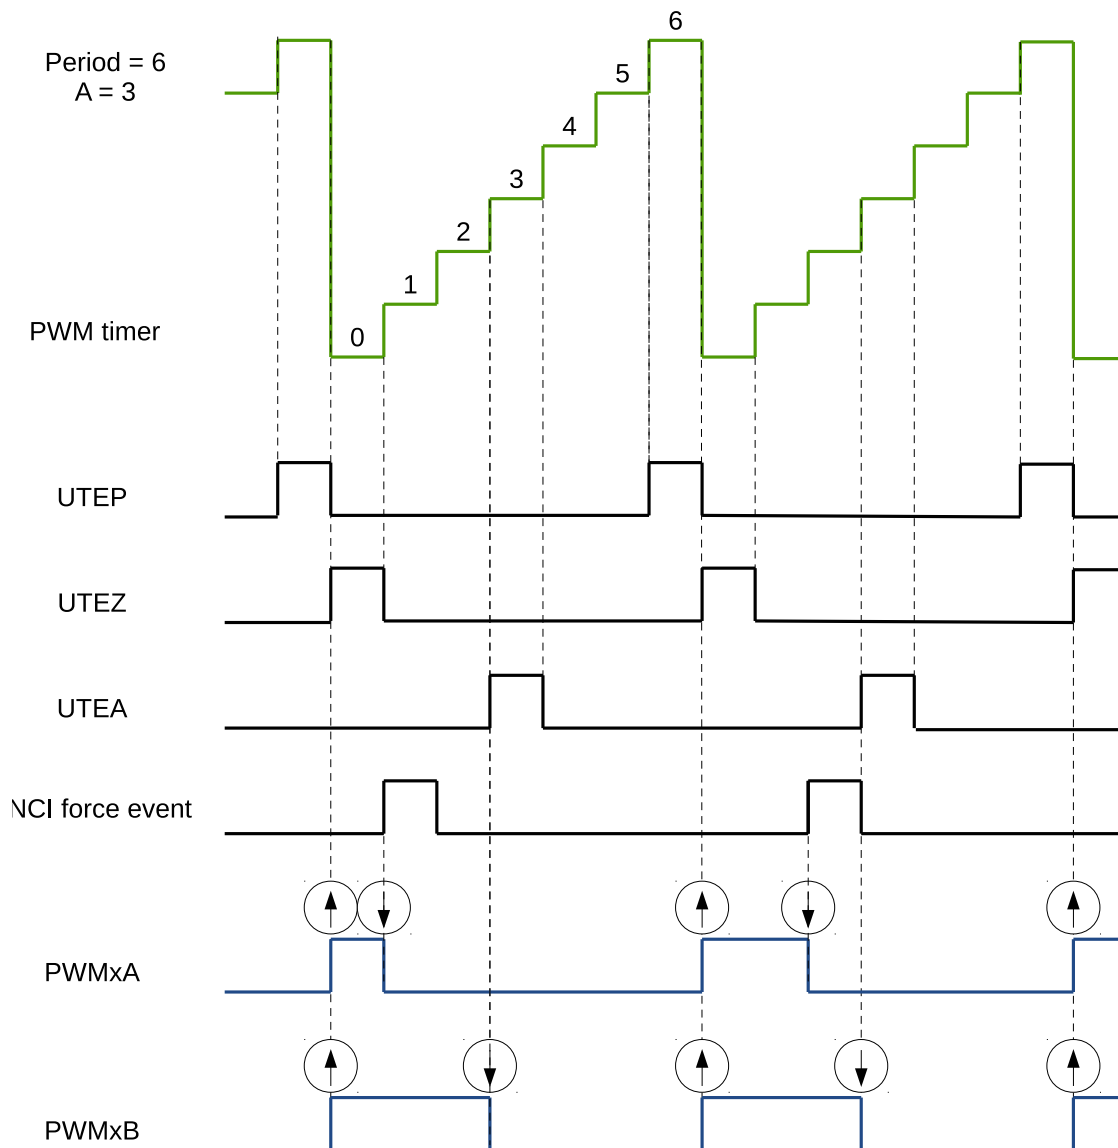 6
Period = 6
A = 3
5
4
3
2
1
0
PWM timer
UTEP
UTEZ
UTEA
NCI force event
PWMxA
PWMxB